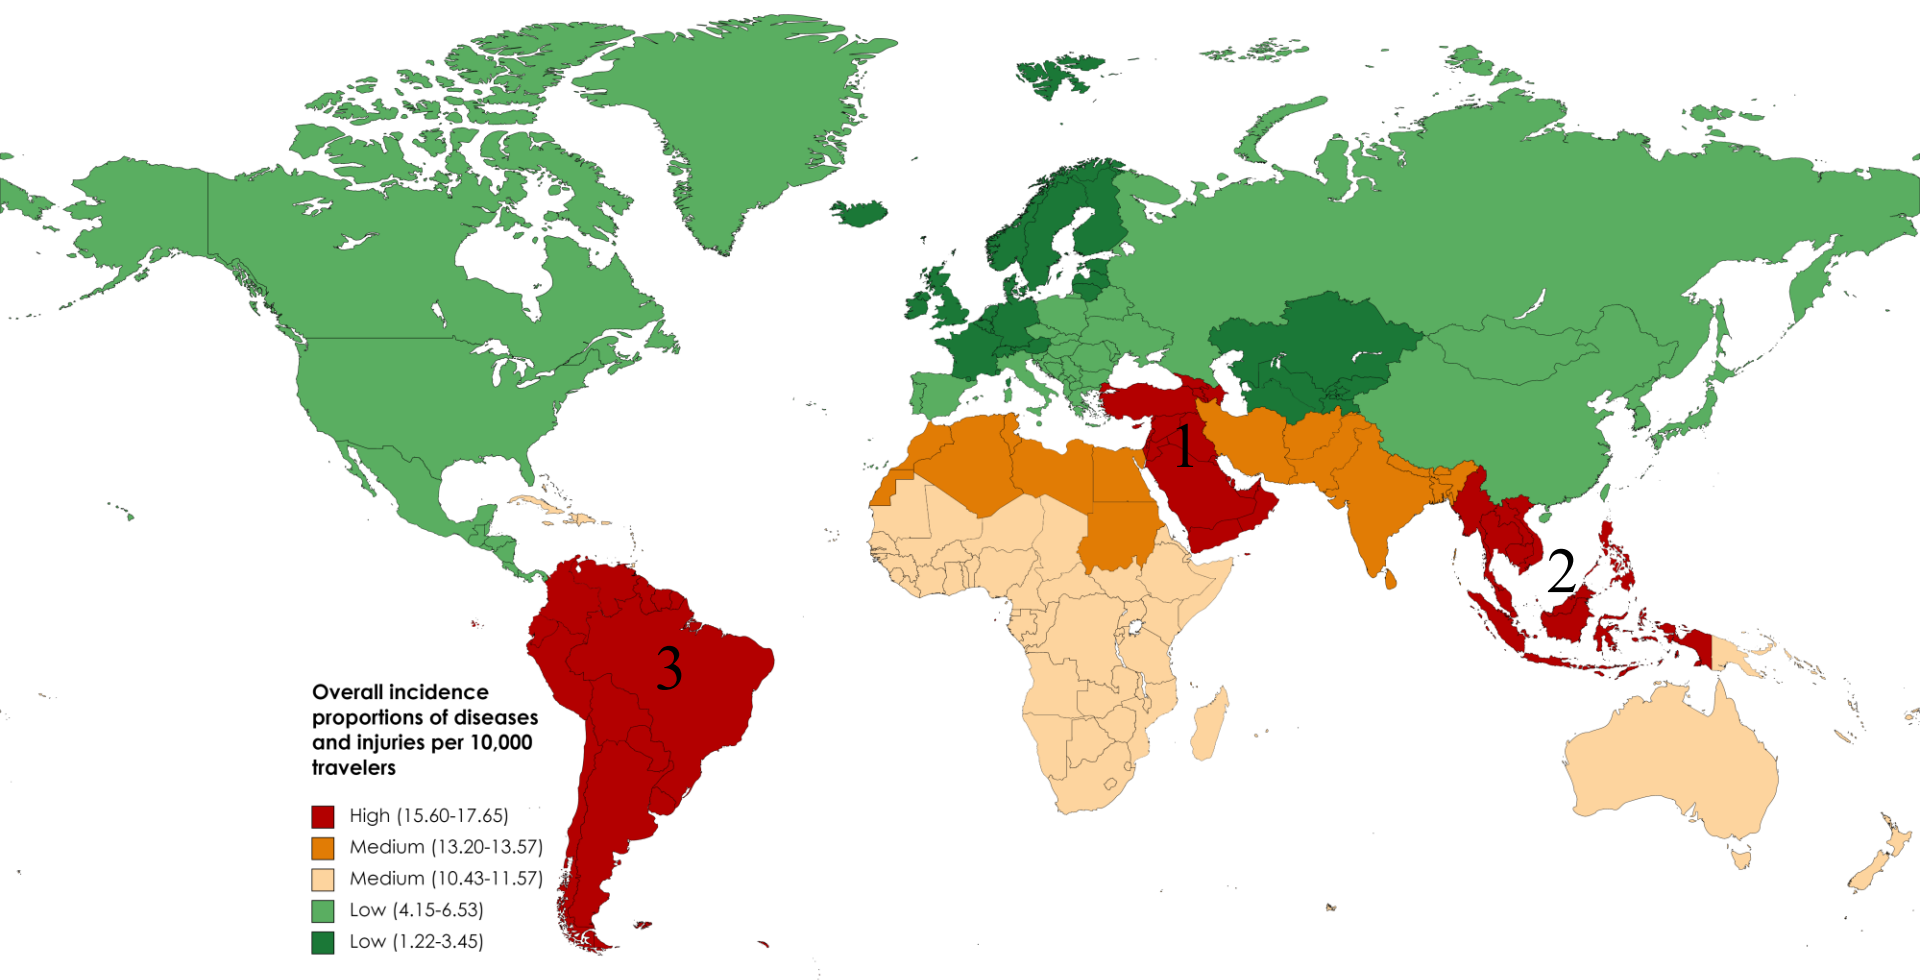 1
2
3
Overall incidence
proportions of diseases
and injuries per 10,000
travelers
High (15.60-17.65)
Medium (13.20-13.57)
Medium (10.43-11.57)
Low (4.15-6.53)
Low (1.22-3.45)